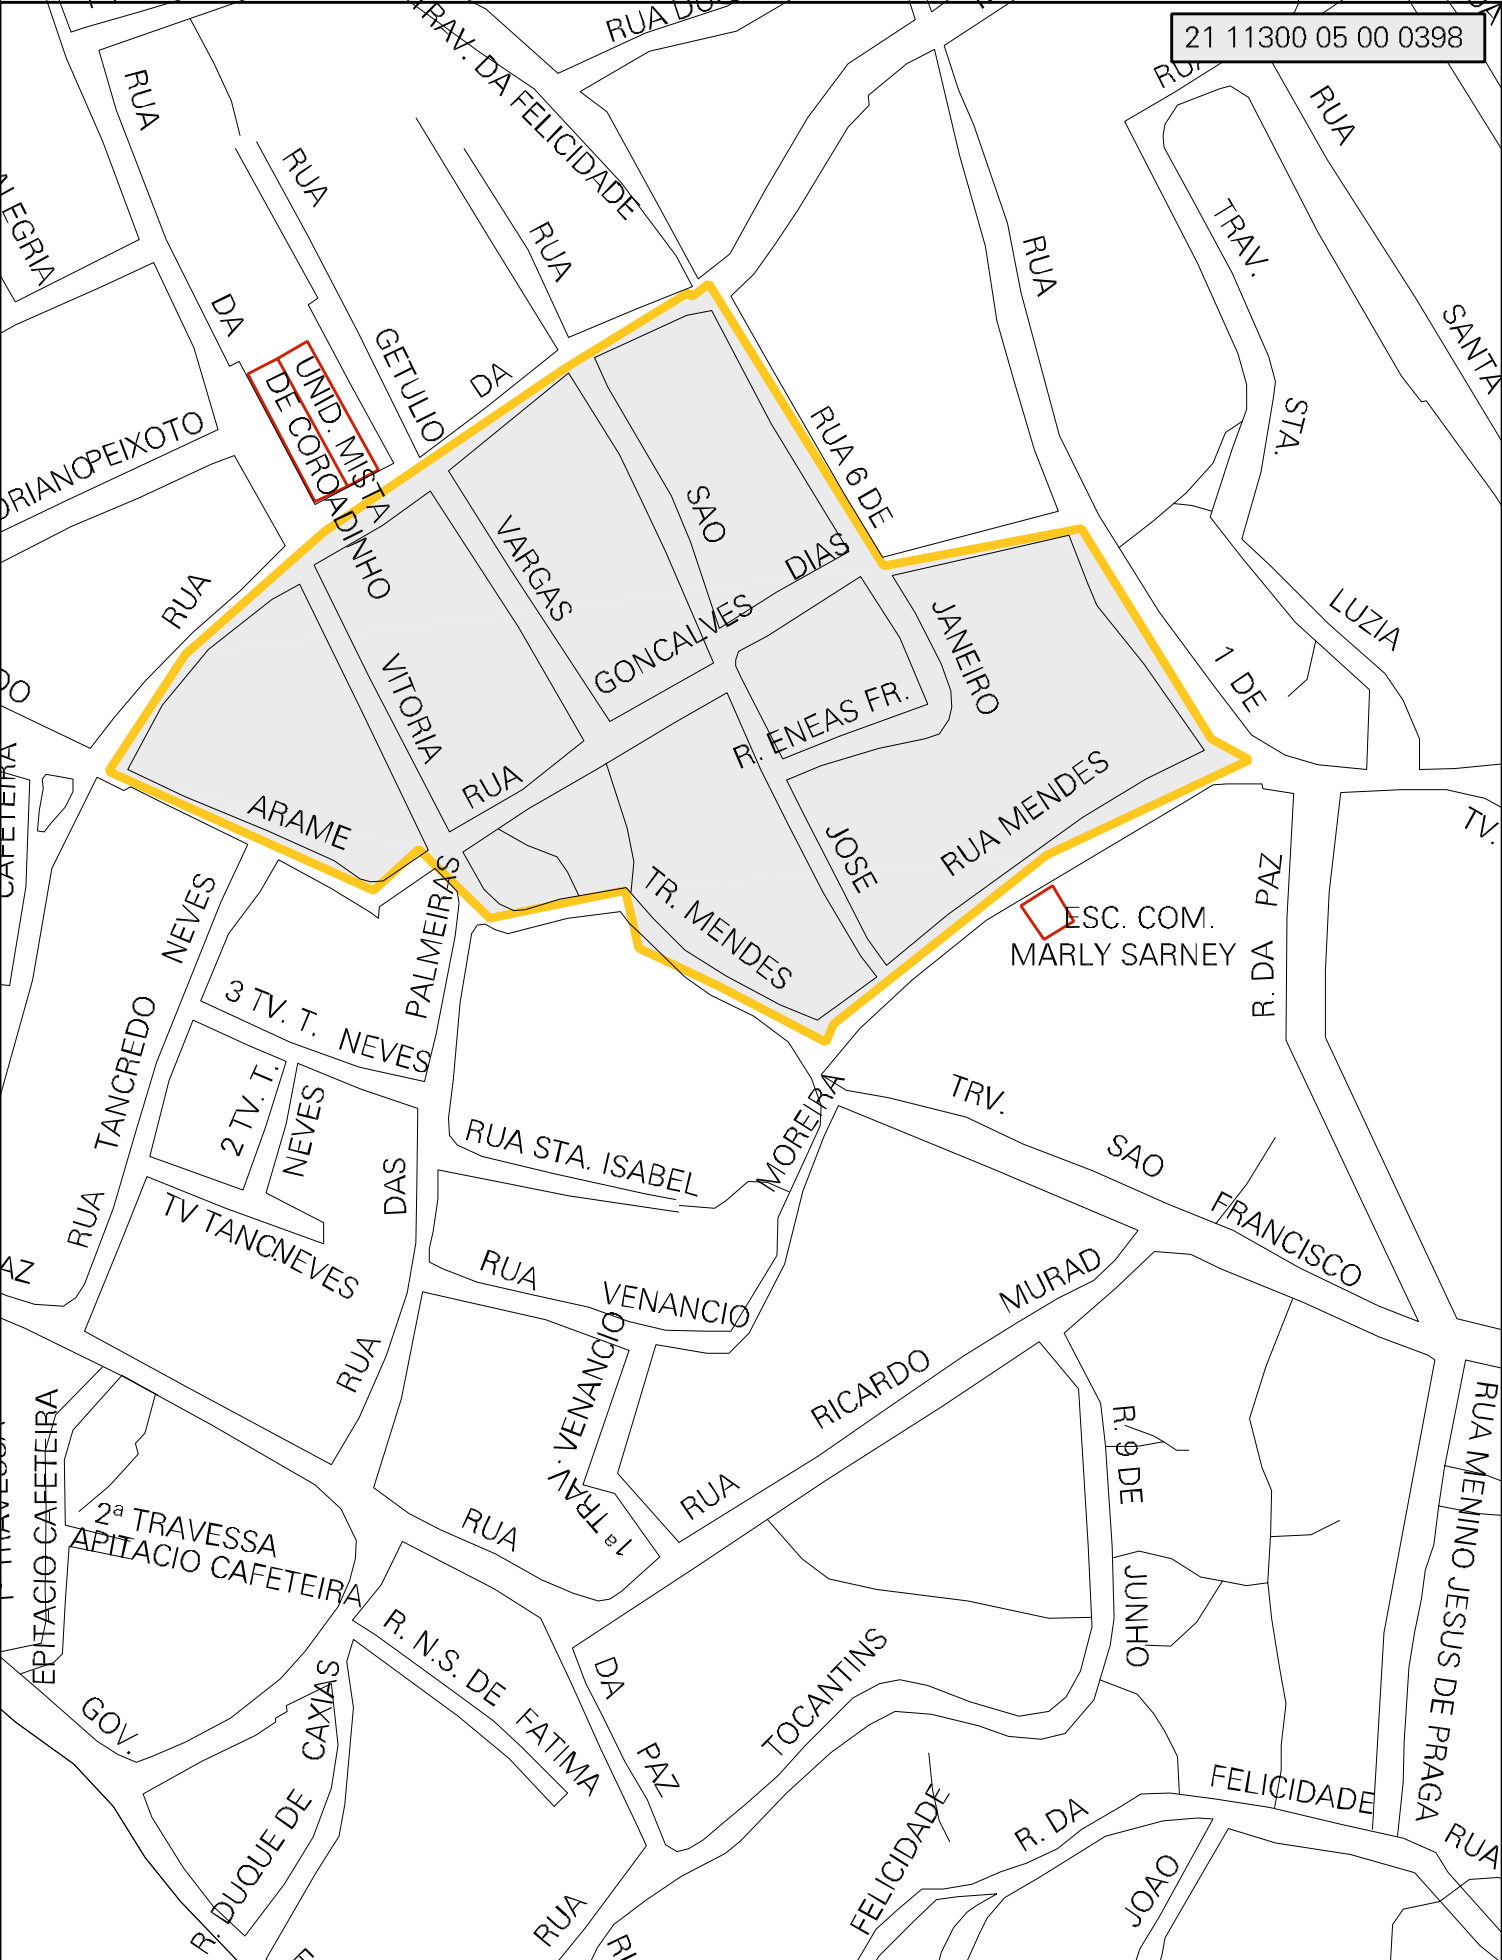 21 11300 05 00 0398
TRAV. DA FELICIDADE
RUA
RUA
RUA
RUA
RUA
TRAV.
STA.
LUZIA
SANTA
DA
GETULIO
DA
PEIXOTO
UNID. MISTA
DE COROADINHO
RUA 6 DE
JANEIRO
SAO
VARGAS
RUA
GONCALVES
DIAS
VITORIA
RUA
ARAME
R. ENEAS FR.
1 DE
RUA MENDES
JOSE
TR. MENDES
TV.
CAFETEIRA
ESC. COM.
MARLY SARNEY
R. DA PAZ
NEVES
TANCREDO
RUA
PALMEIRAS
DAS
RUA
3 TV. T. NEVES
2 TV. T.
NEVES
TV TANC.NEVES
RUA STA. ISABEL
MOREIRA
TRV.
SAO
FRANCISCO
RUA
VENANCIO
1ª TRAV. VENANCIO
MURAD
RICARDO
RUA
R. 9 DE
JUNHO
RUA MENINO JESUS DE PRAGA
EPITACIO CAFETEIRA
2ª TRAVESSA
APITACIO CAFETEIRA
RUA
DA
PAZ
R. N.S. DE FATIMA
GOV.
R. DUQUE DE CAXIAS
TOCANTINS
FELICIDADE
R. DA
FELICIDADE
JOAO
RUA
RUA